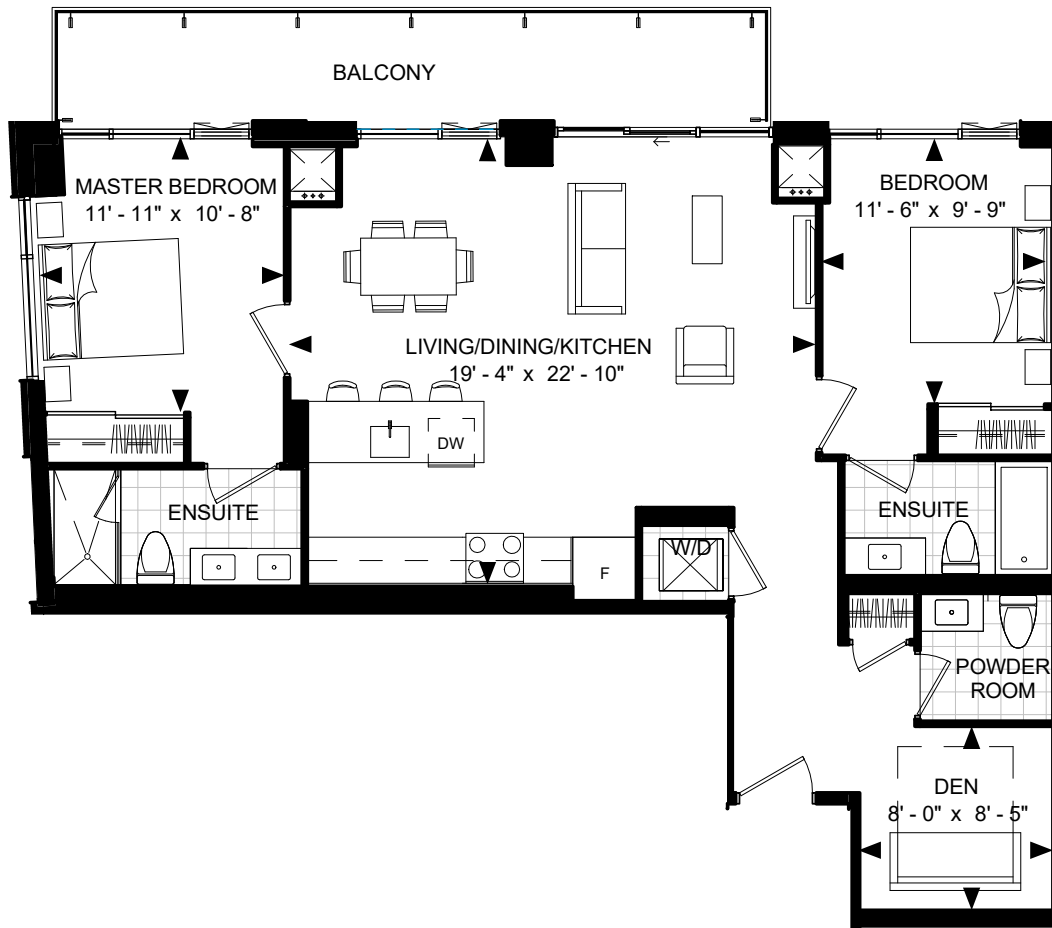 BALCONY
MASTER BEDROOM
11' - 11" x 10' - 8"
BEDROOM
11' - 6" x 9' - 9"
LIVING/DINING/KITCHEN
19' - 4" x 22' - 10"
DW
ENSUITE
ENSUITE
W/D
F
POWDER
ROOM
DEN
8' - 0" x 8' - 5"